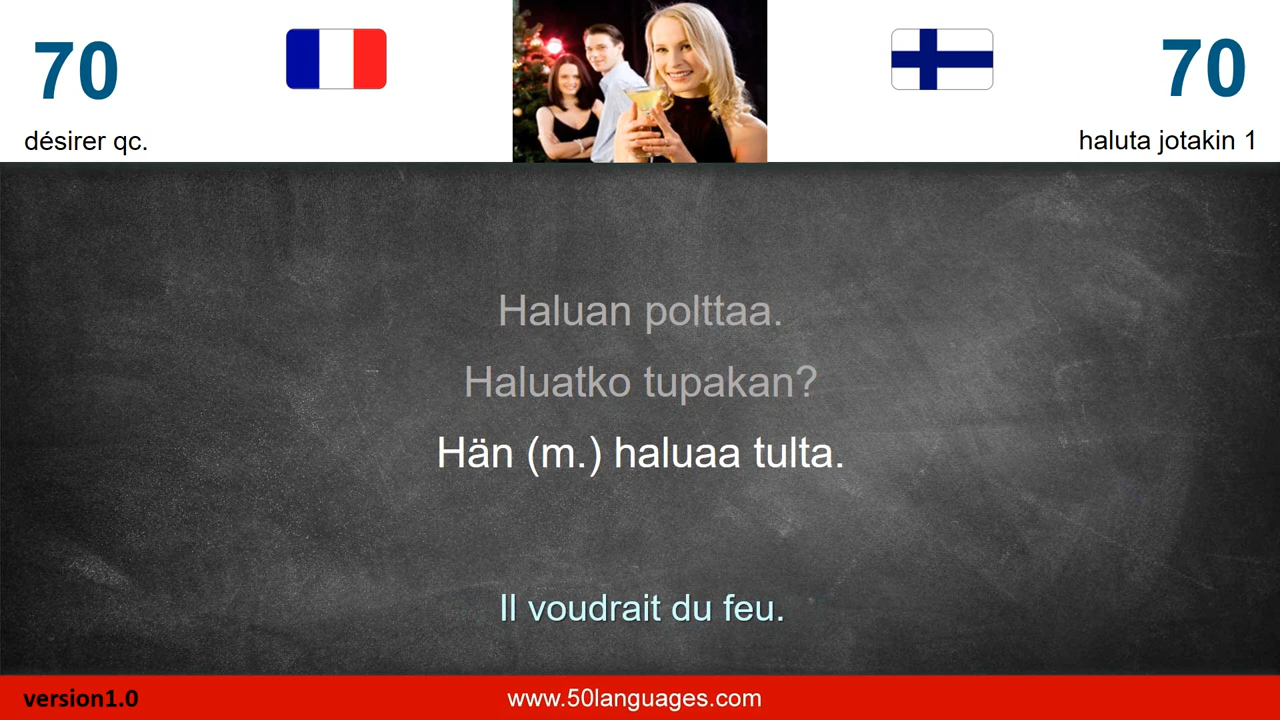 70
70
désirer qc.
haluta jotakin 1
Haluan polttaa.
Haluatko tupakan?
Hän (m.) haluaa tulta.
Il voudrait du feu.
version1.0
www.50languages.com